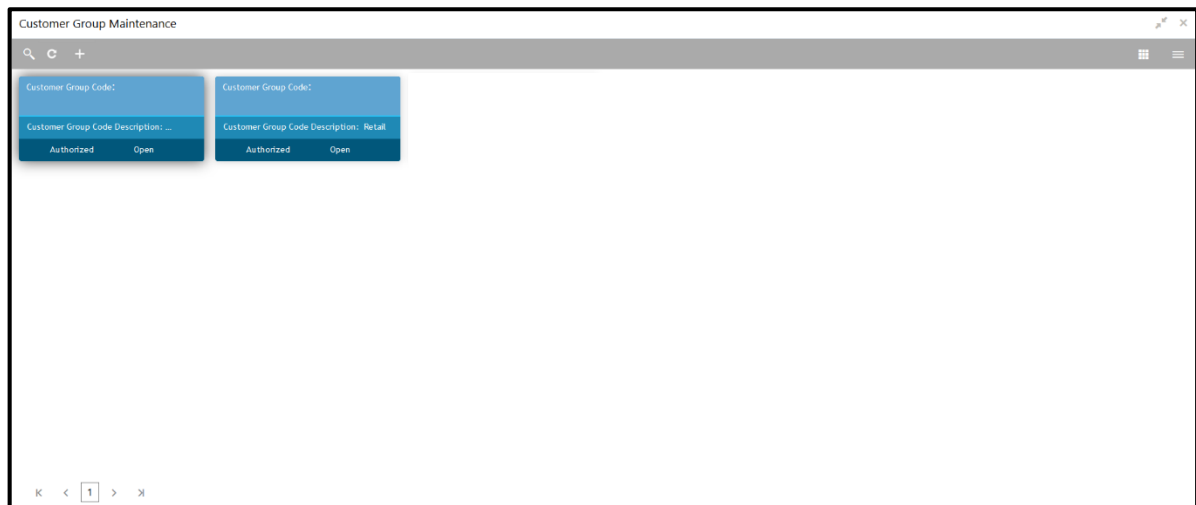 Customer Group Maintenance
Customer Group Code: Customer Group Code:
Customer Group Code Description: ... Customer Group Code Description: Retail
Authorized Open Authorized Open
1